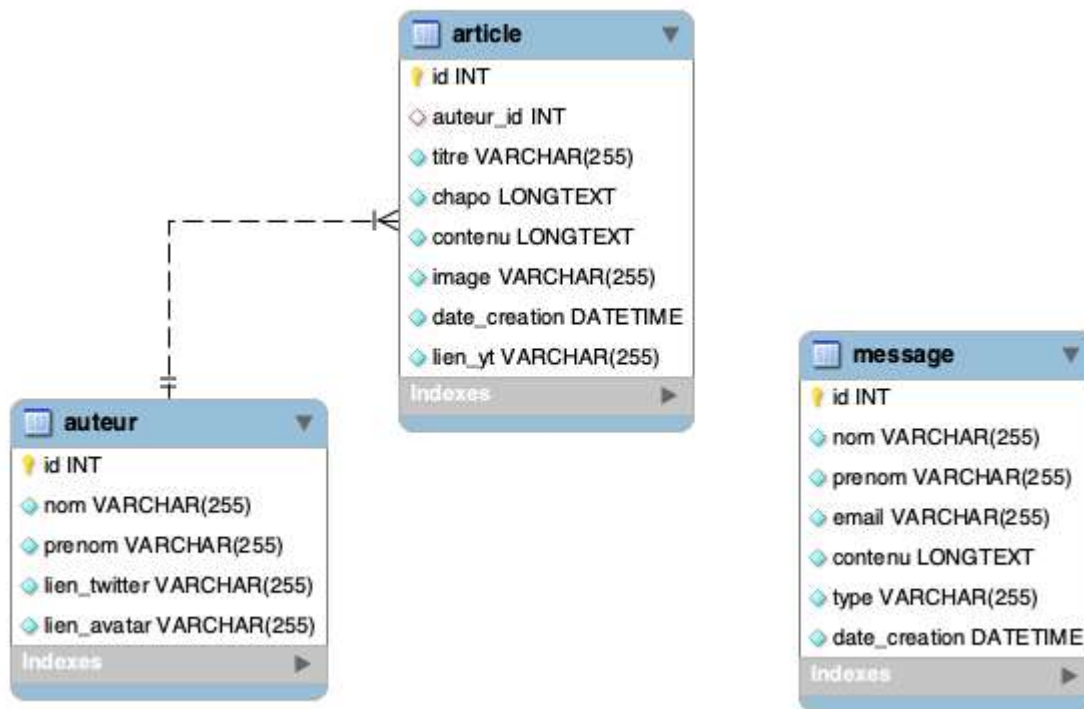 article
id INT
auteur_id INT
titre VARCHAR(255)
chapo LONGTEXT
contenu LONGTEXT
image VARCHAR(255)
date_creation DATETIME
lien_yt VARCHAR(255)
Indexes
auteur
id INT
nom VARCHAR(255)
prenom VARCHAR(255)
lien_twitter VARCHAR(255)
lien_avatar VARCHAR(255)
Indexes
message
id INT
nom VARCHAR(255)
prenom VARCHAR(255)
email VARCHAR(255)
contenu LONGTEXT
type VARCHAR(255)
date_creation DATETIME
Indexes